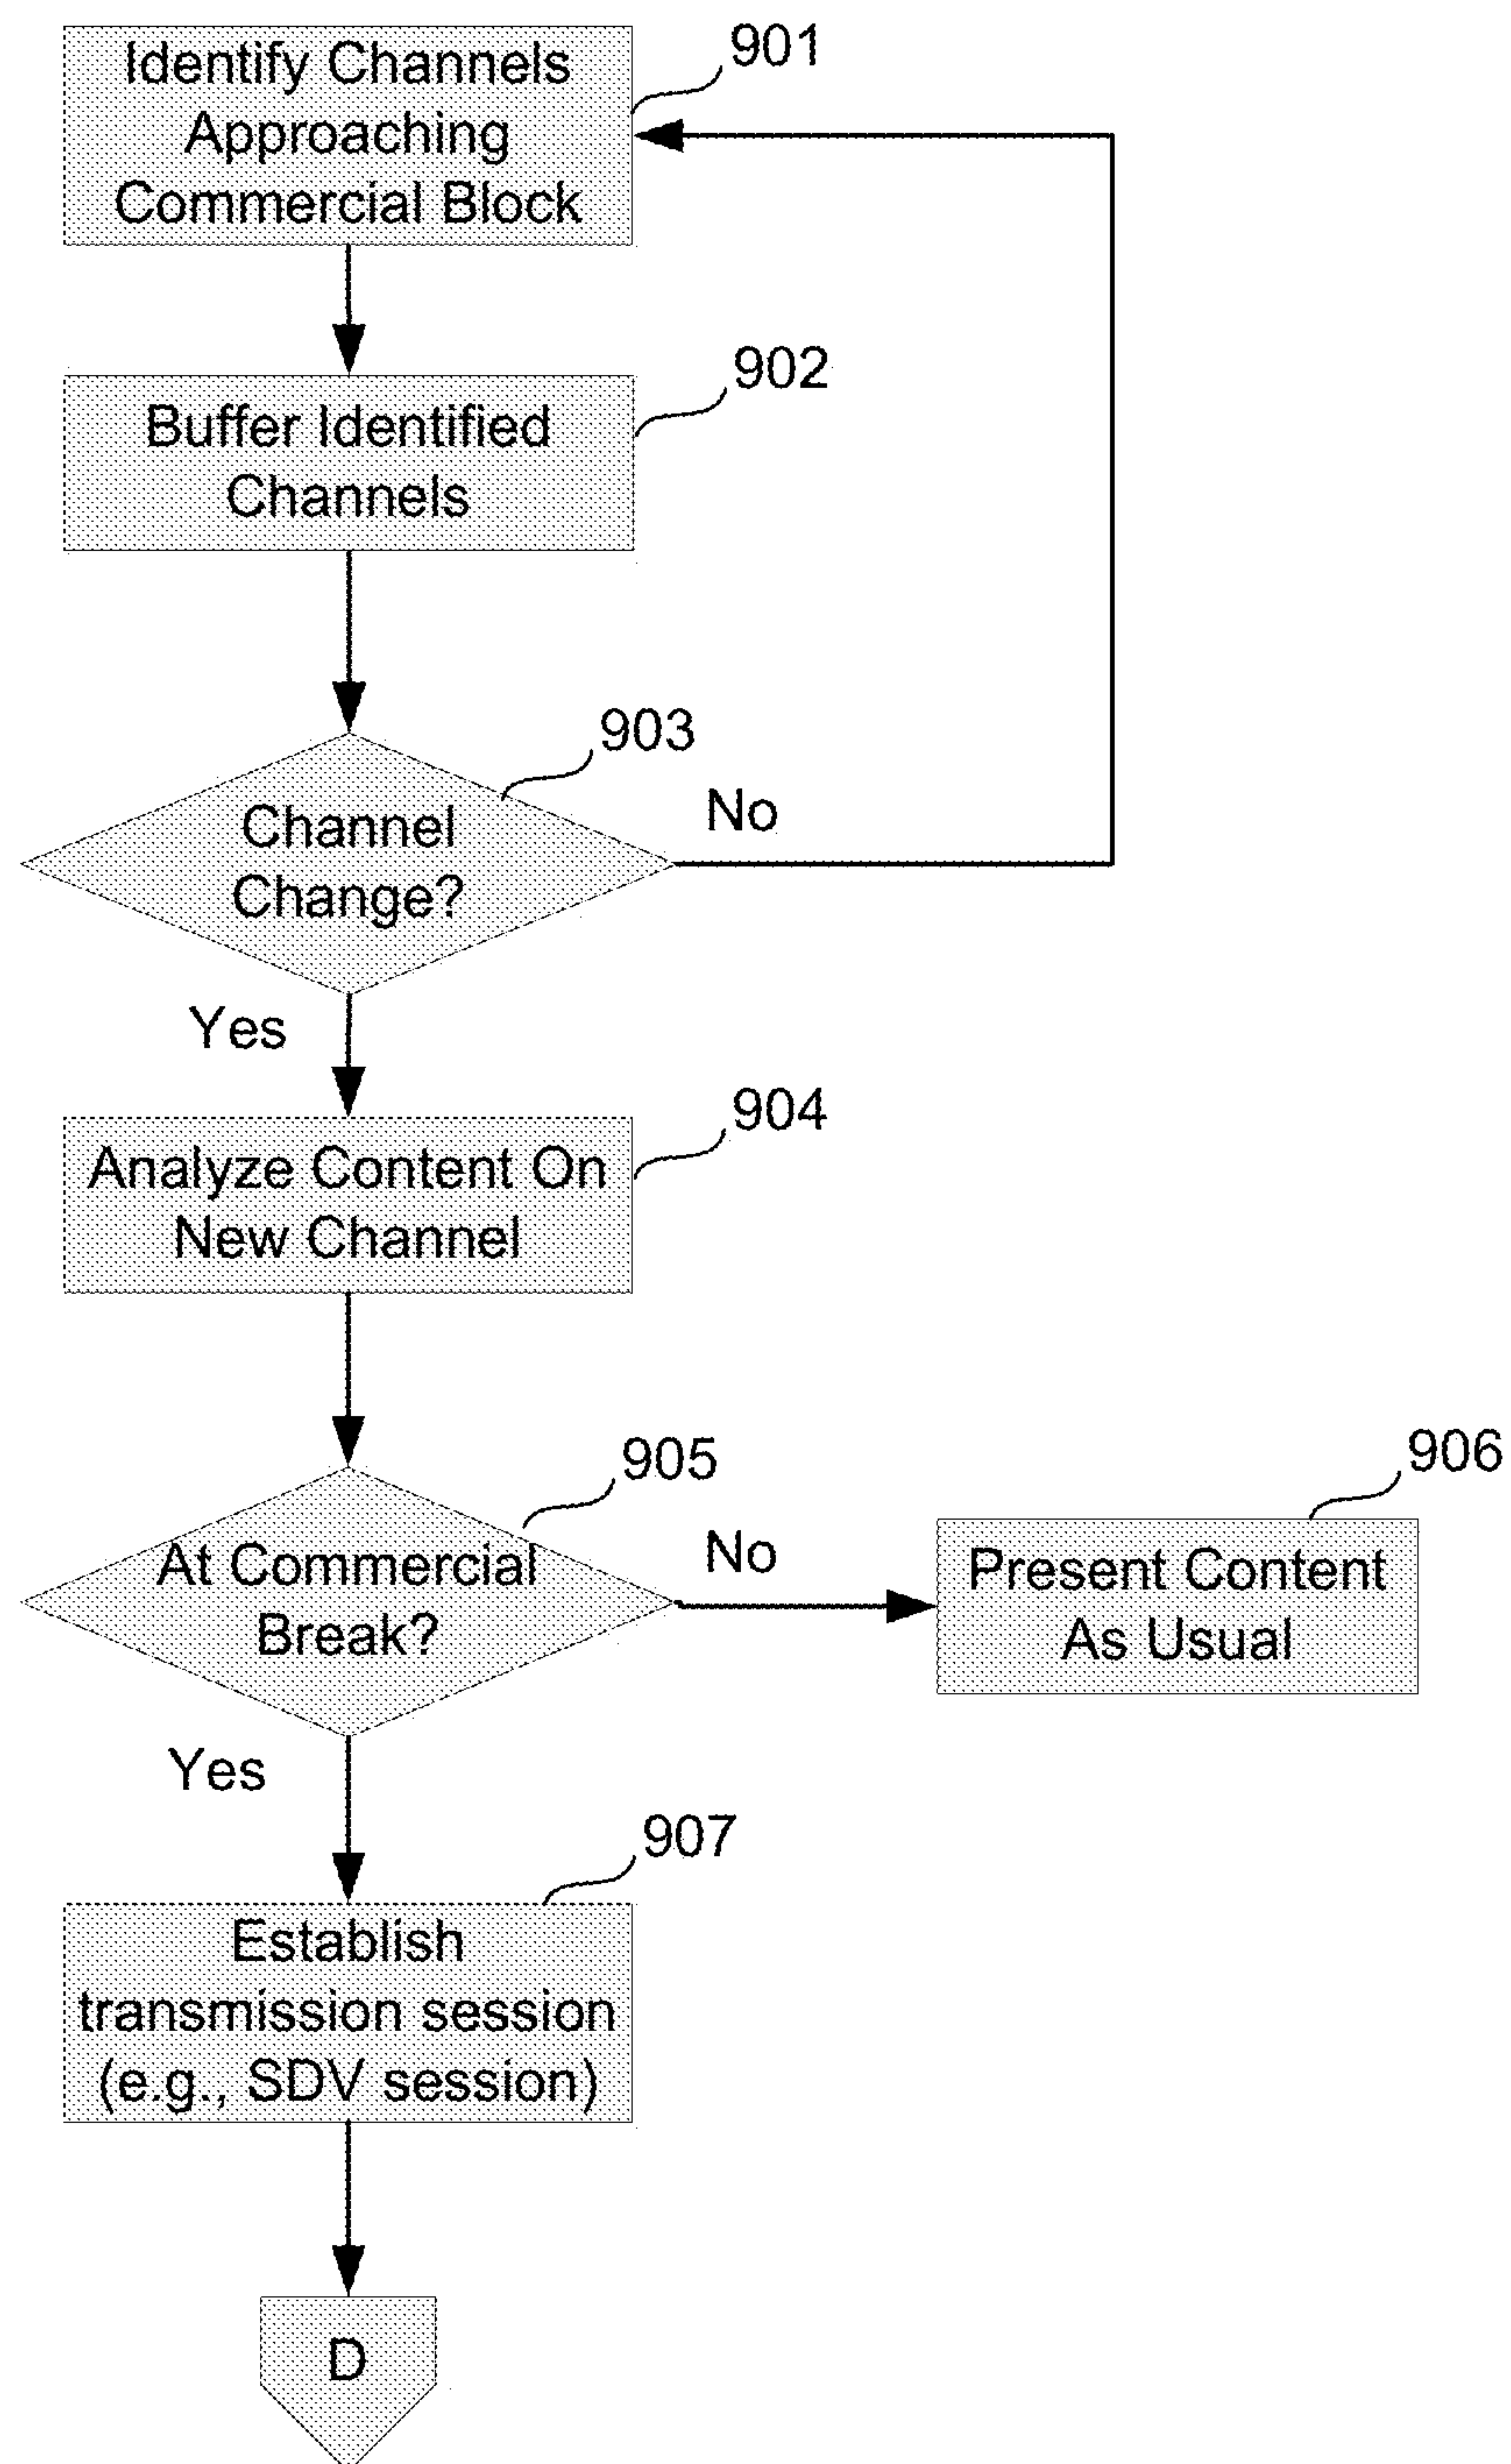 Identify Channels
Approaching
Commercial Block
901
Buffer Identified
Channels
902
Channel
Change?
903
No
Yes
Analyze Content On
New Channel
904
At Commercial
Break?
905
No
Present Content
As Usual
906
Yes
Establish
transmission session
(e.g., SDV session)
907
D